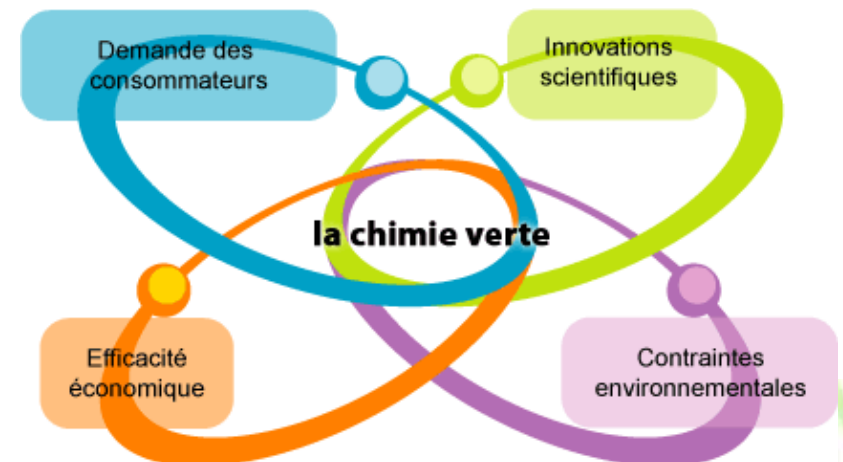 Demande des
consommateurs
Innovations
scientifiques
la chimie verte
Efficacité
économique
Contraintes
environnementales